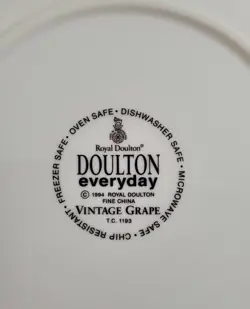 FREEZER SAFE · OVEN SAFE · DISHWASHER SAFE · MICROWAVE SAFE · CHIP RESISTANT ·
Royal Doulton®
DOULTON
everyday
© 1994 ROYAL DOULTON
FINE CHINA
VINTAGE GRAPE
T.C. 1193